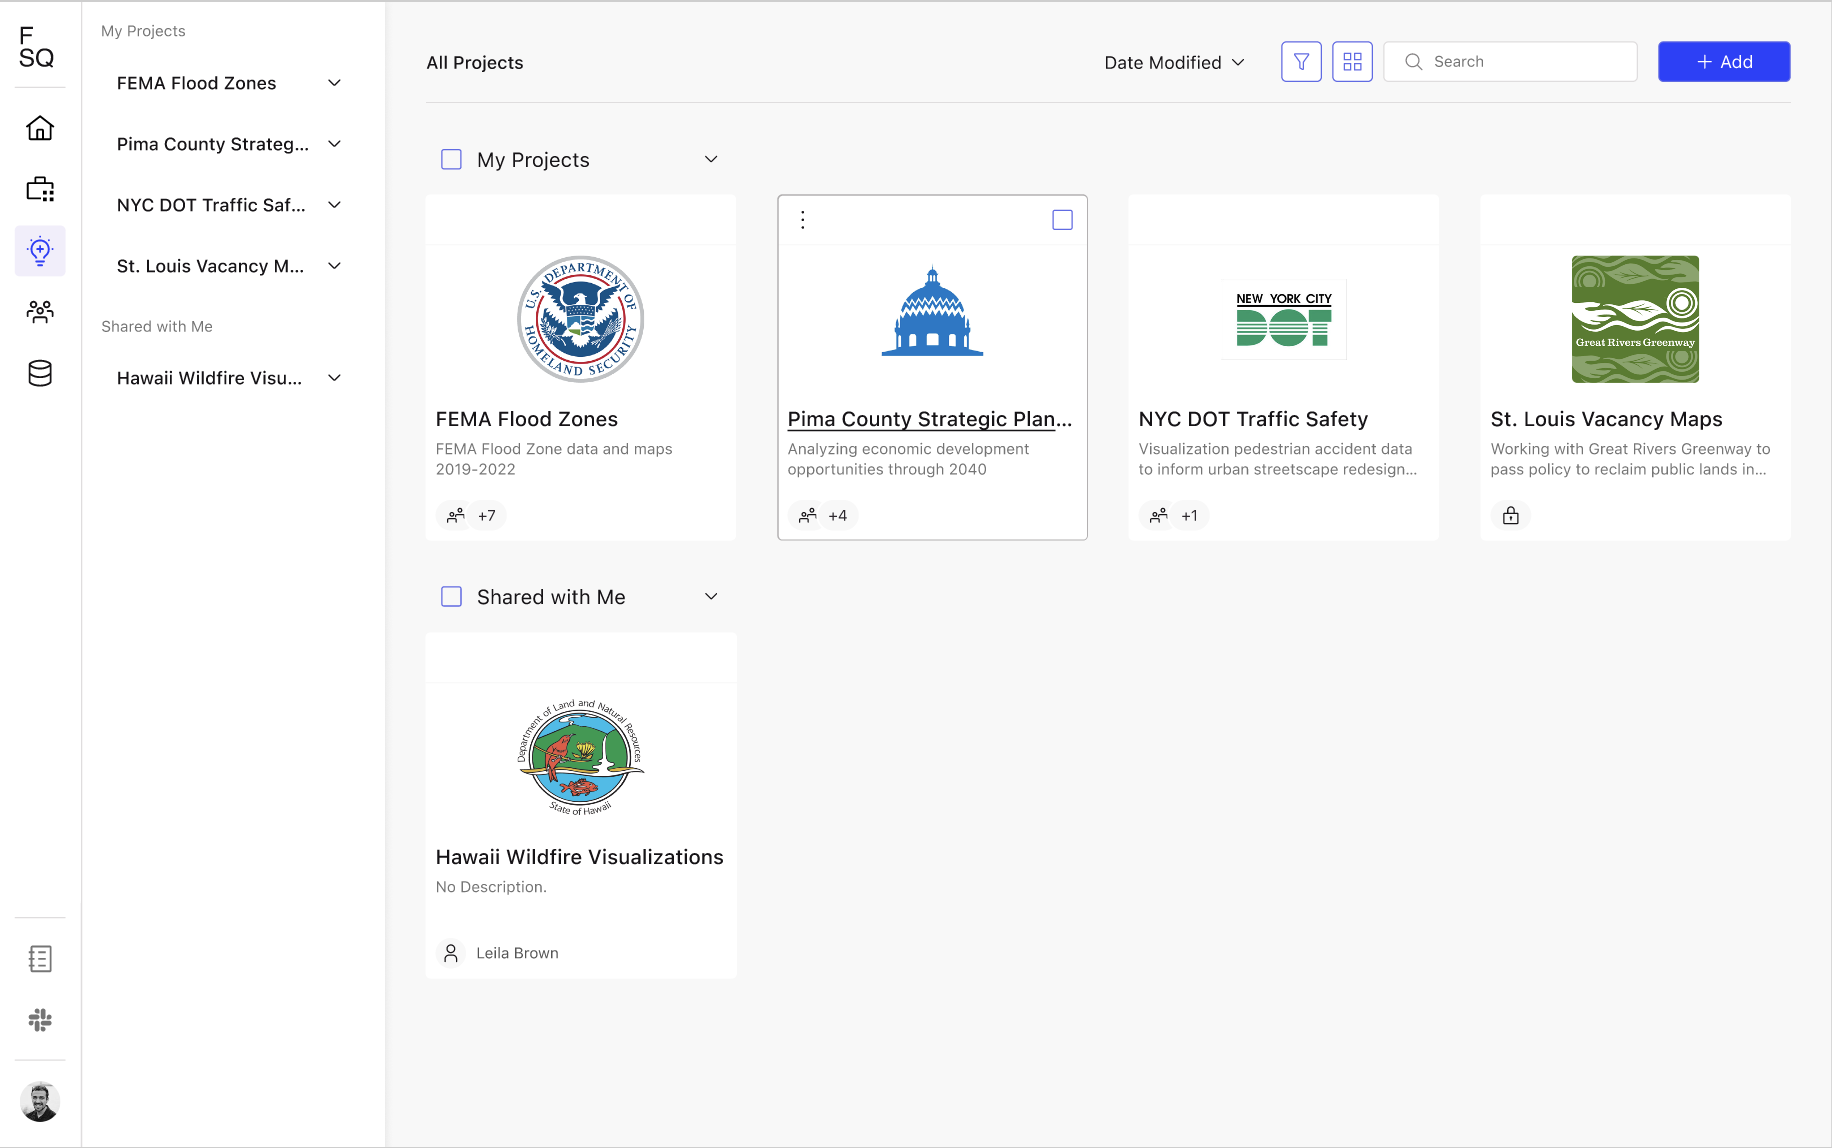 F
SQ
My Projects
FEMA Flood Zones
Pima County Strateg...
NYC DOT Traffic Saf...
St. Louis Vacancy M...
Shared with Me
Hawaii Wildfire Visu...
All Projects
Date Modified
Search
+ Add
My Projects
U.S. DEPARTMENT OF
HOMELAND SECURITY
FEMA Flood Zones
FEMA Flood Zone data and maps
2019-2022
+7
Pima County Strategic Plan...
Analyzing economic development
opportunities through 2040
+4
NEW YORK CITY
DOT
NYC DOT Traffic Safety
Visualization pedestrian accident data
to inform urban streetscape redesign...
+1
Great Rivers Greenway
St. Louis Vacancy Maps
Working with Great Rivers Greenway to
pass policy to reclaim public lands in...
Shared with Me
Department of Land and Natural Resources
State of Hawaii
Hawaii Wildfire Visualizations
No Description.
Leila Brown